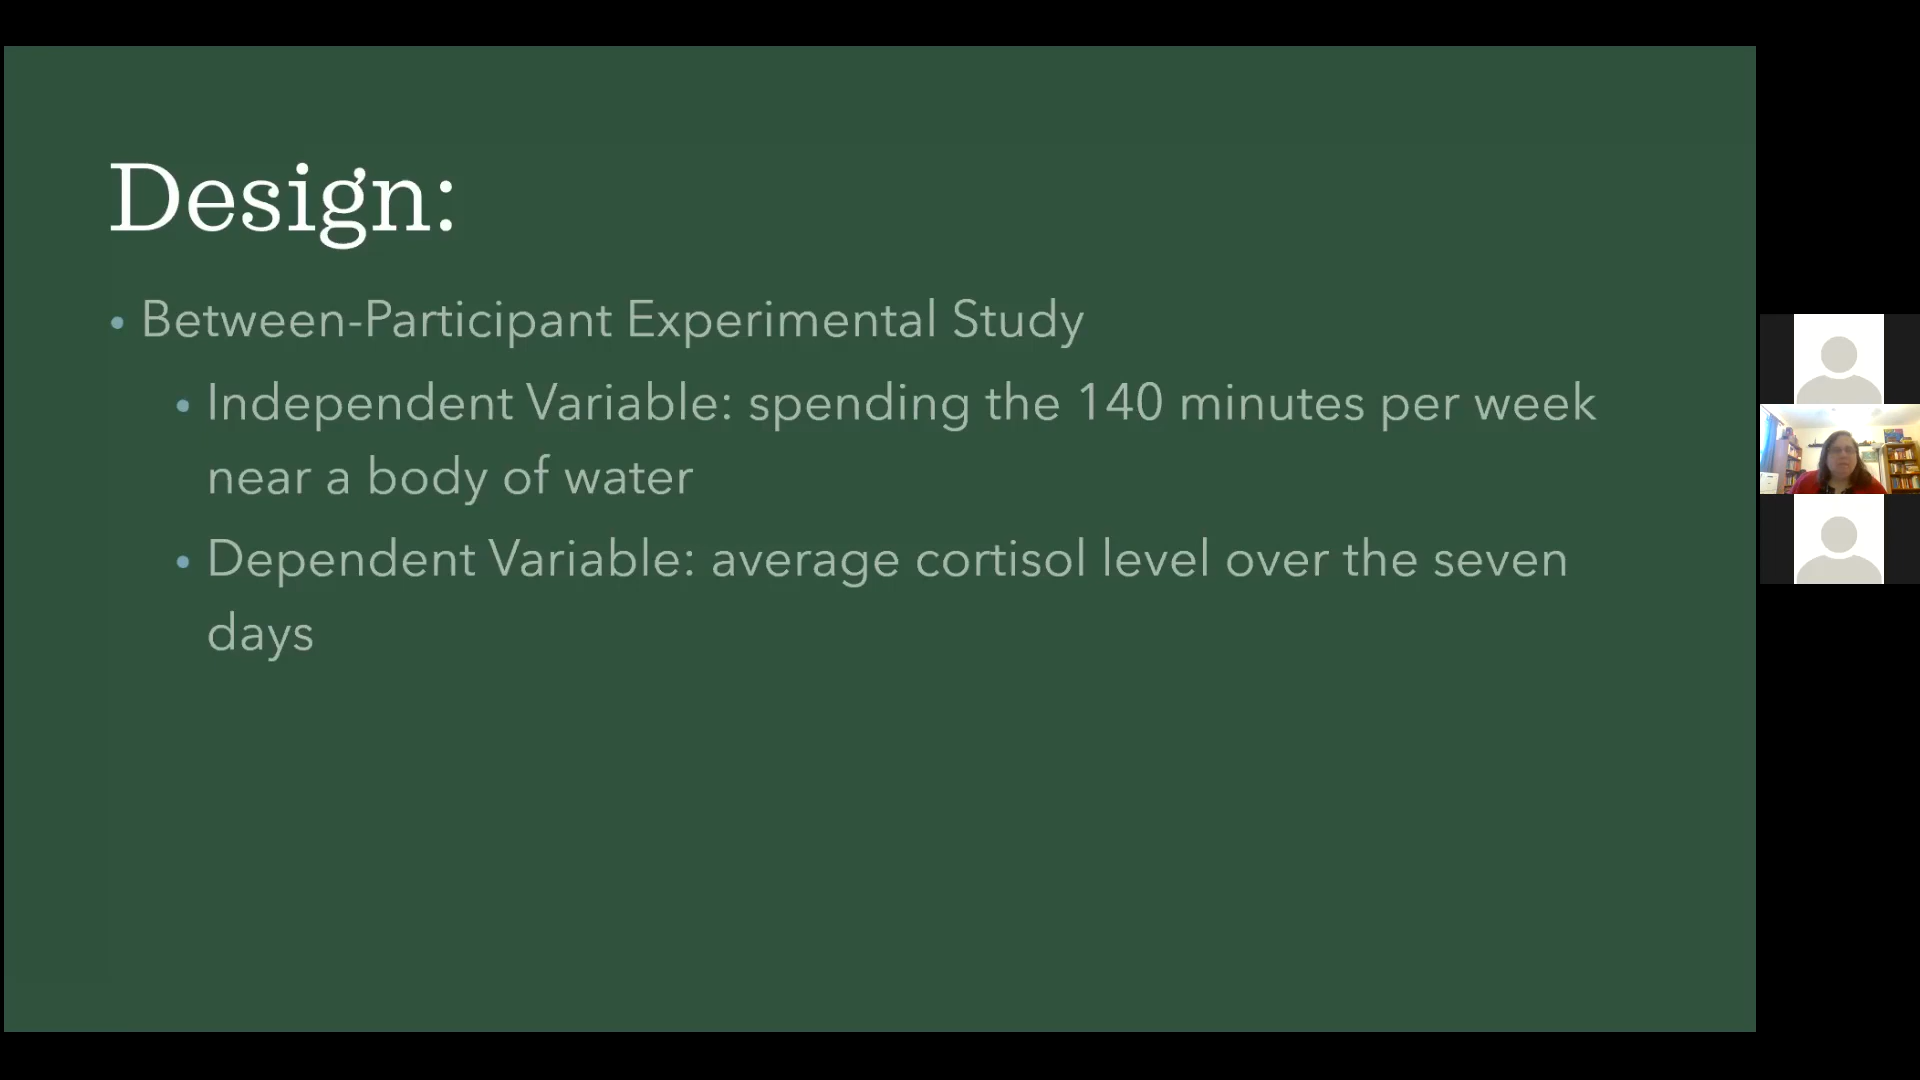 Design:
• Between-Participant Experimental Study
• Independent Variable: spending the 140 minutes per week
near a body of water
• Dependent Variable: average cortisol level over the seven
days